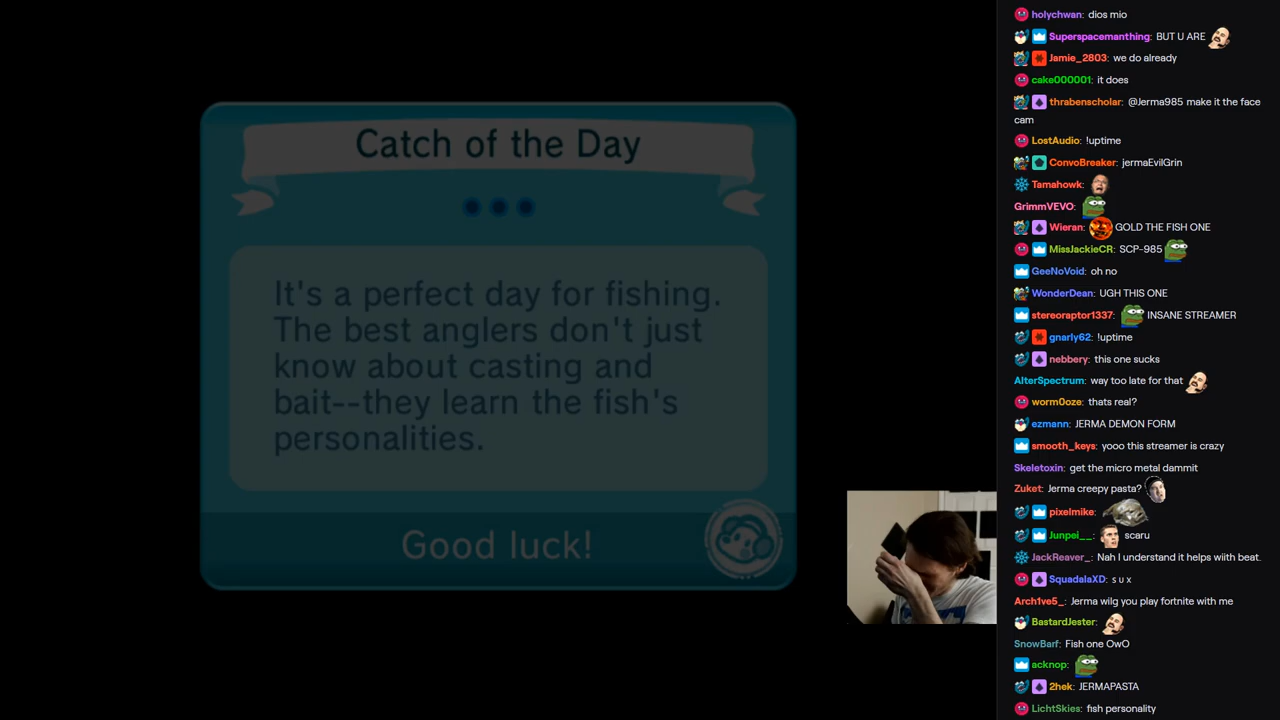 Catch of the Day
It's a perfect day for fishing.
The best anglers don't just
know about casting and
bait--they learn the fish's
personalities.
Good luck!
holychwan: dios mio
Superspacemanthing: BUT U ARE
Jamie_2803: we do already
cake000001: it does
thrabenscholar: @Jerma985 make it the face
cam
LostAudio: !uptime
ConvoBreaker: jermaEvilGrin
Tamahowk:
GrimmVEVO:
Wieran: GOLD THE FISH ONE
MissJackieCR: SCP-985
GeeNoVoid: oh no
WonderDean: UGH THIS ONE
stereoraptor1337: INSANE STREAMER
gnarly62: !uptime
nebbery: this one sucks
AlterSpectrum: way too late for that
worm0oze: thats real?
ezmann: JERMA DEMON FORM
smooth_keys: yooo this streamer is crazy
Skeletoxin: get the micro metal dammit
Zuket: Jerma creepy pasta?
pixelmike:
Junpei__: scaru
JackReaver_: Nah I understand it helps wiith beat.
SquadalaXD: s u x
Arch1ve5_: Jerma wilg you play fortnite with me
BastardJester:
SnowBarf: Fish one OwO
acknop:
2hek: JERMAPASTA
LichtSkies: fish personality